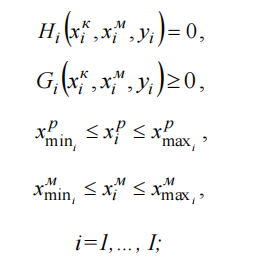 H_i(x_i^К, x_i^М, y_i) = 0,
G_i(x_i^К, x_i^М, y_i) ≥ 0,
x_{min_i}^P ≤ x_i^P ≤ x_{max_i}^P,
x_{min_i}^М ≤ x_i^М ≤ x_{max_i}^М,
i=1,..., I;